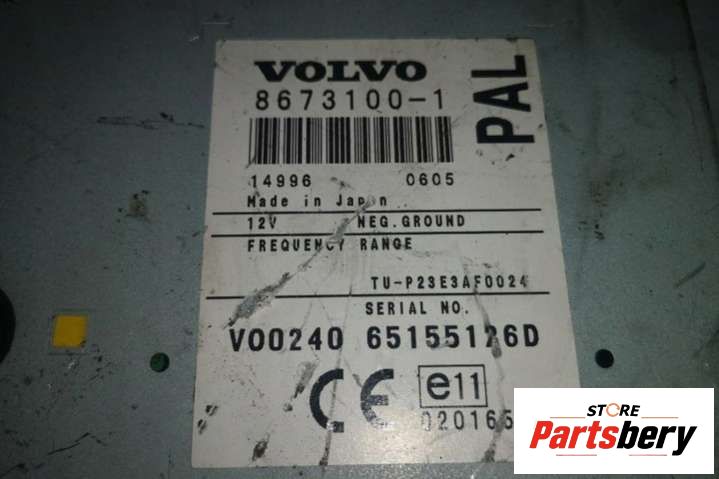 VOLVO
8673100-1
PAL
14996 0605
Made in Japan
12V NEG.GROUND
FREQUENCY RANGE
TU-P23E3AF0024
SERIAL NO.
V00240 65155126D
CE e11
020165
STORE
Partsbery